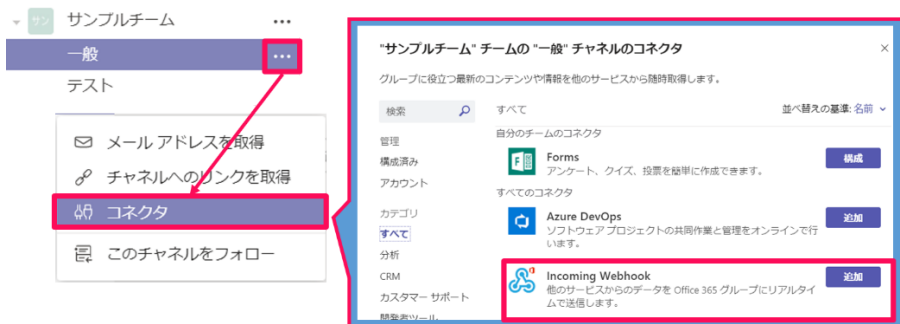 サン サンプルチーム ...
一般 ...
テスト
メール アドレスを取得
チャネルへのリンクを取得
コネクタ
このチャネルをフォロー
"サンプルチーム" チームの "一般" チャネルのコネクタ ×
グループに役立つ最新のコンテンツや情報を他のサービスから随時取得します。
検索
管理
構成済み
アカウント
カテゴリ
すべて
分析
CRM
カスタマー サポート
開発者ツール
すべて 並べ替えの基準: 名前
自分のチームのコネクタ
Forms 構成
アンケート、クイズ、投票を簡単に作成できます。
すべてのコネクタ
Azure DevOps 追加
ソフトウェア プロジェクトの共同作業と管理をオンラインで行
います。
Incoming Webhook 追加
他のサービスからのデータを Office 365 グループにリアルタイ
ムで送信します。